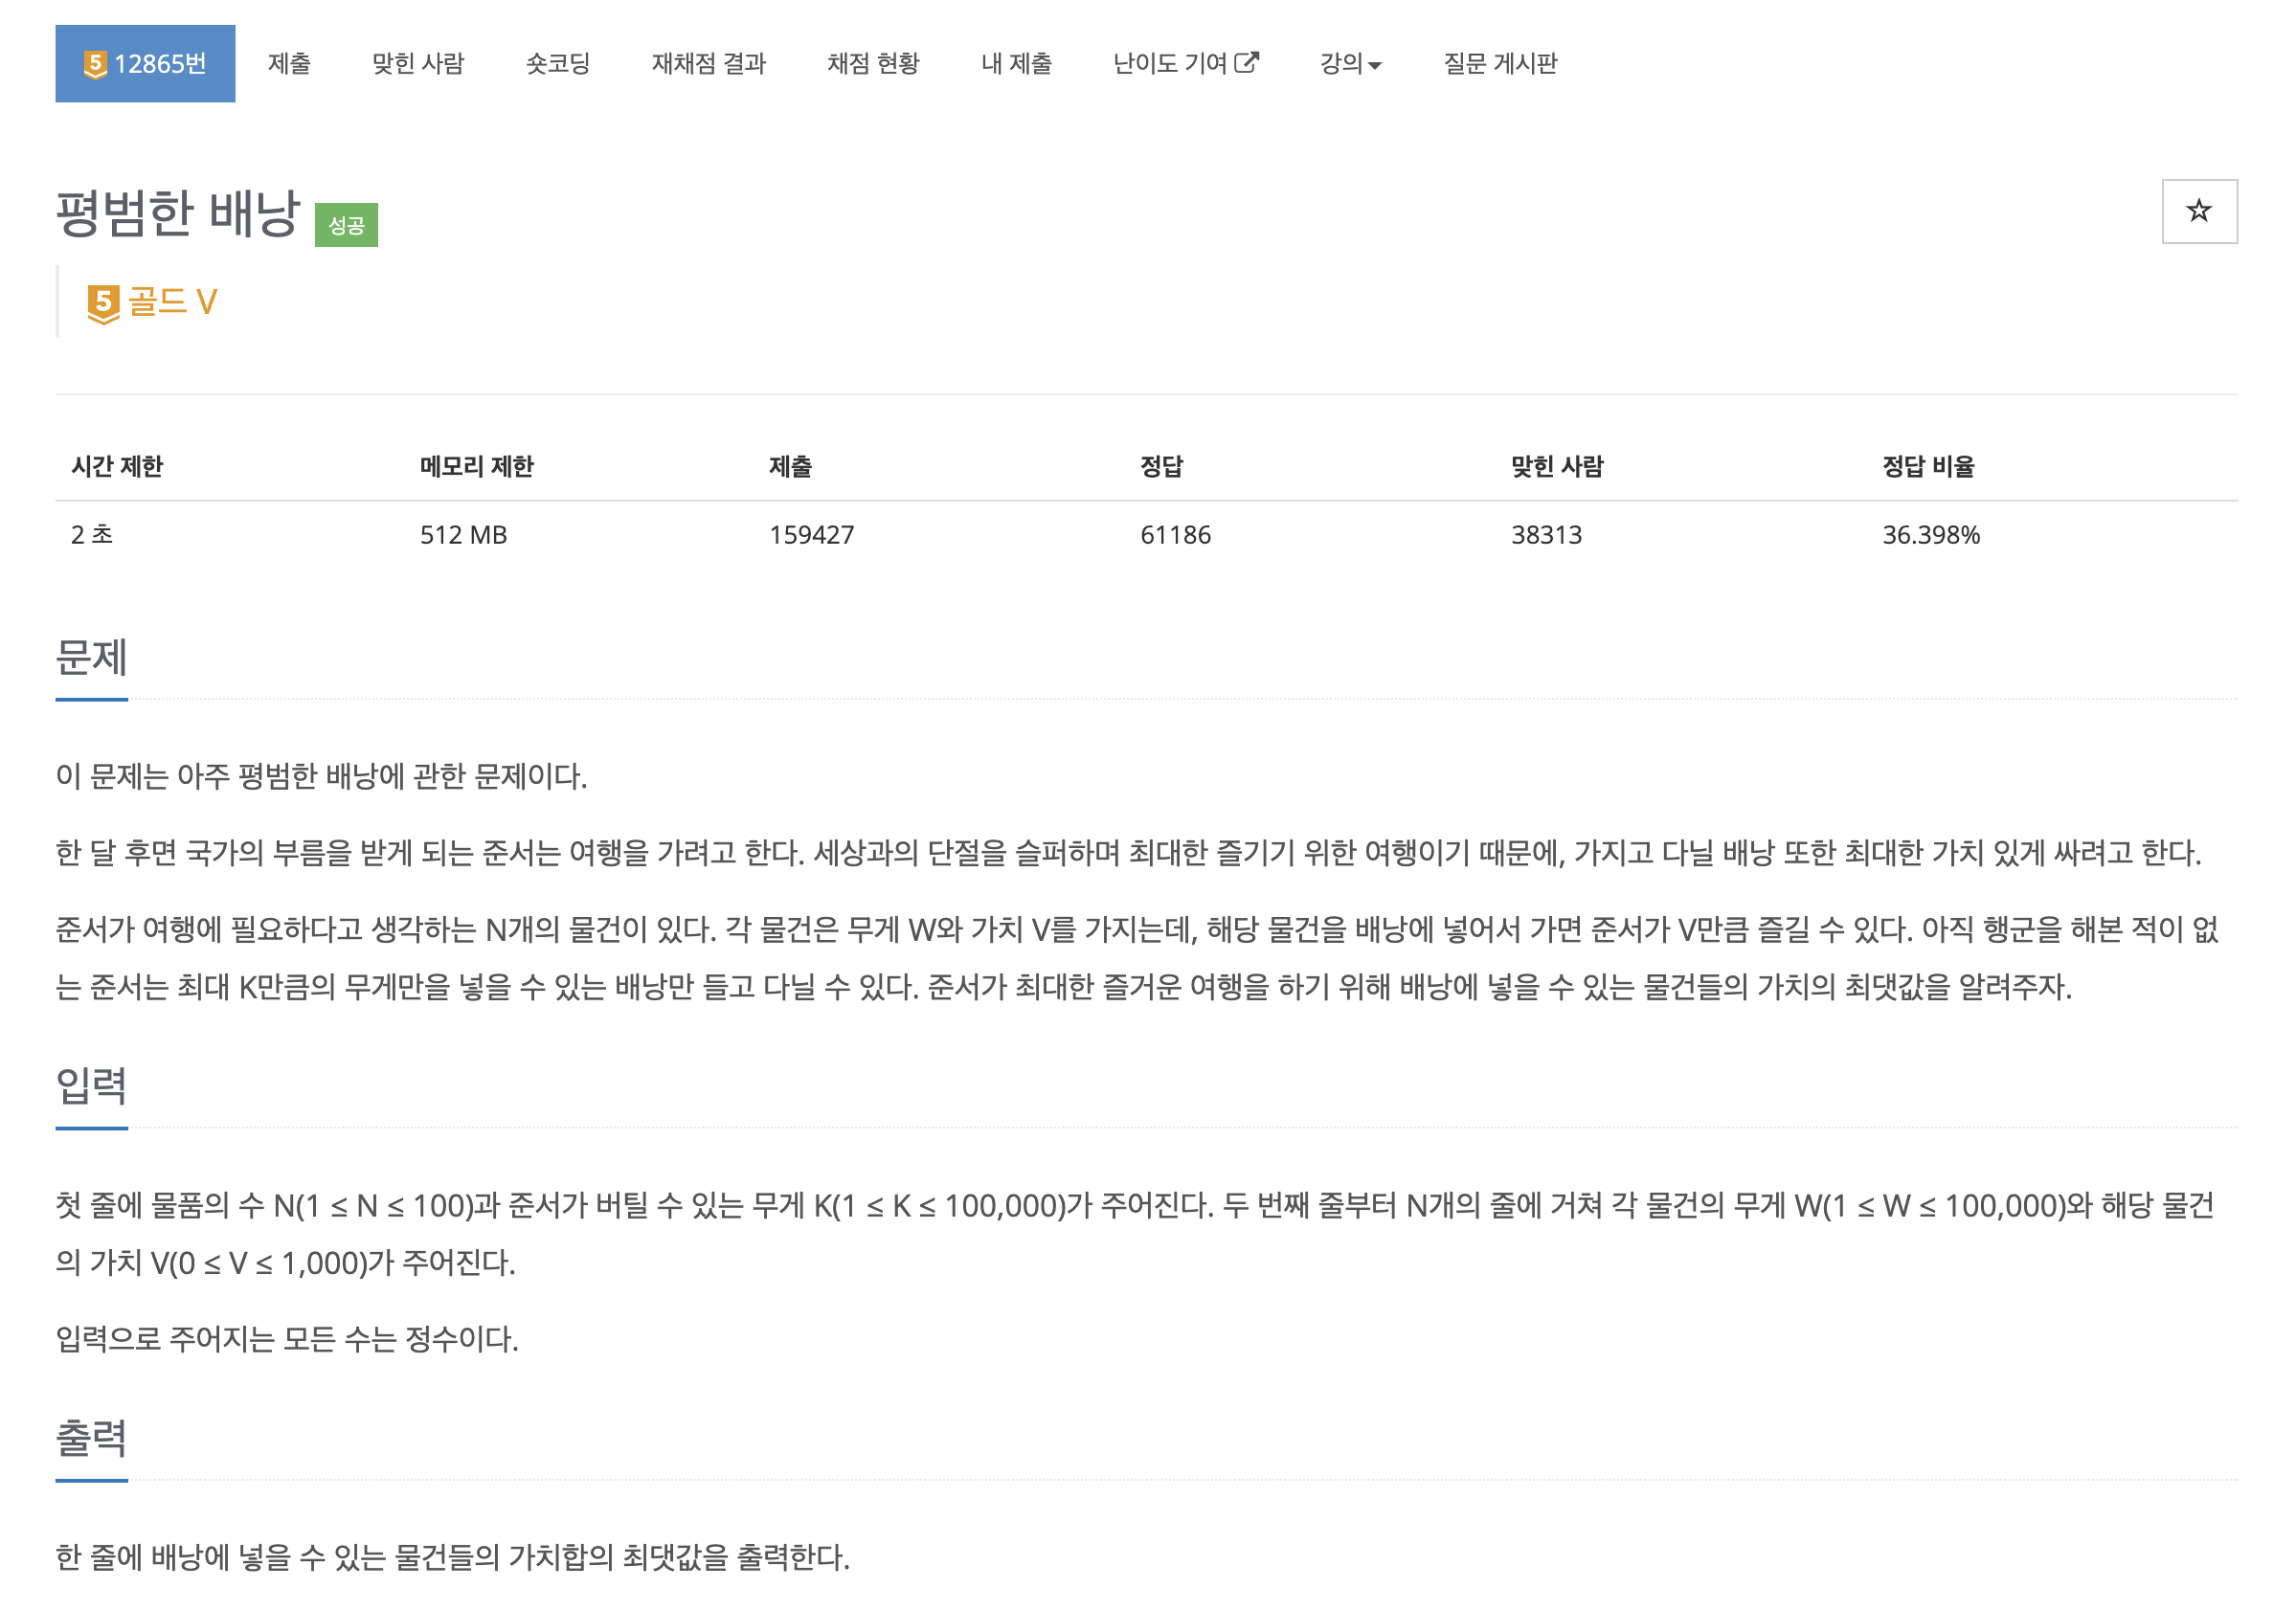 5 12865번 제출 맞힌 사람 숏코딩 재채점 결과 채점 현황 내 제출 난이도 기여 강의 질문 게시판
평범한 배낭 성공
5 골드 V
시간 제한 메모리 제한 제출 정답 맞힌 사람 정답 비율
2 초 512 MB 159427 61186 38313 36.398%
문제
이 문제는 아주 평범한 배낭에 관한 문제이다.
한 달 후면 국가의 부름을 받게 되는 준서는 여행을 가려고 한다. 세상과의 단절을 슬퍼하며 최대한 즐기기 위한 여행이기 때문에, 가지고 다닐 배낭 또한 최대한 가치 있게 싸려고 한다.
준서가 여행에 필요하다고 생각하는 N개의 물건이 있다. 각 물건은 무게 W와 가치 V를 가지는데, 해당 물건을 배낭에 넣어서 가면 준서가 V만큼 즐길 수 있다. 아직 행군을 해본 적이 없
는 준서는 최대 K만큼의 무게만을 넣을 수 있는 배낭만 들고 다닐 수 있다. 준서가 최대한 즐거운 여행을 하기 위해 배낭에 넣을 수 있는 물건들의 가치의 최댓값을 알려주자.
입력
첫 줄에 물품의 수 N(1 ≤ N ≤ 100)과 준서가 버틸 수 있는 무게 K(1 ≤ K ≤ 100,000)가 주어진다. 두 번째 줄부터 N개의 줄에 거쳐 각 물건의 무게 W(1 ≤ W ≤ 100,000)와 해당 물건
의 가치 V(0 ≤ V ≤ 1,000)가 주어진다.
입력으로 주어지는 모든 수는 정수이다.
출력
한 줄에 배낭에 넣을 수 있는 물건들의 가치합의 최댓값을 출력한다.